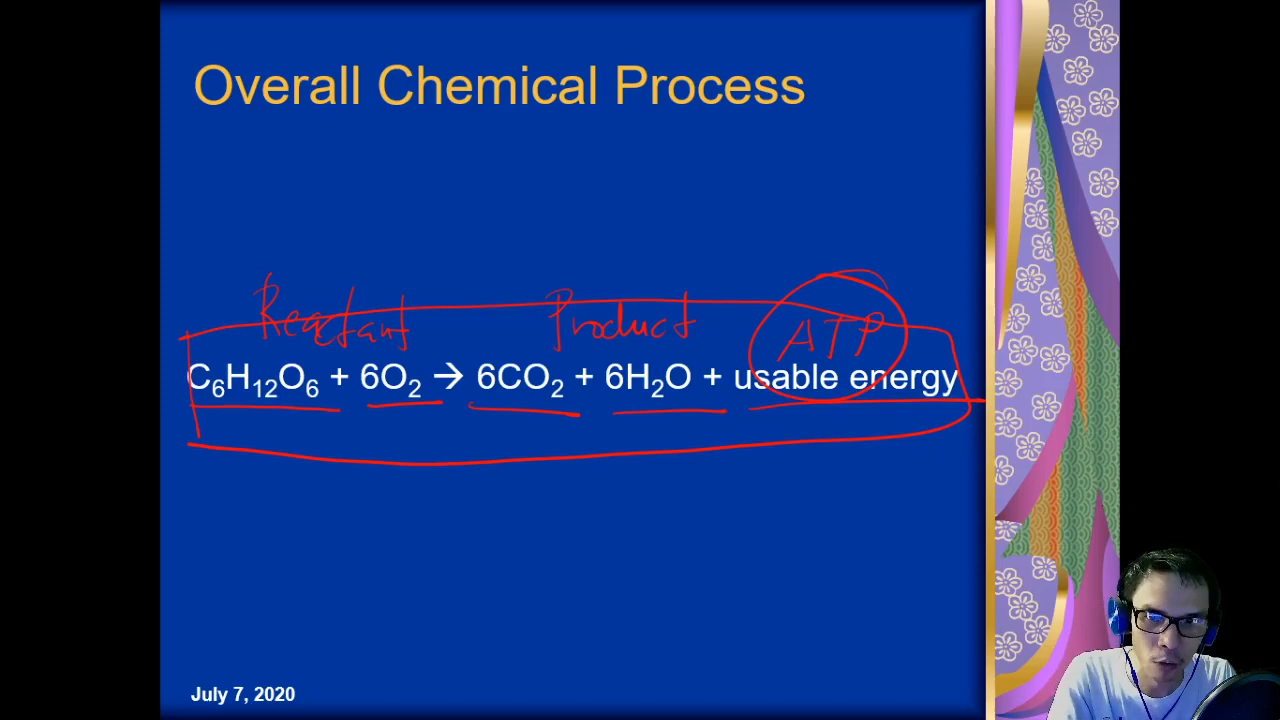 Overall Chemical Process
Reactant Product ATP
C₆H₁₂O₆ + 6O₂ → 6CO₂ + 6H₂O + usable energy
July 7, 2020